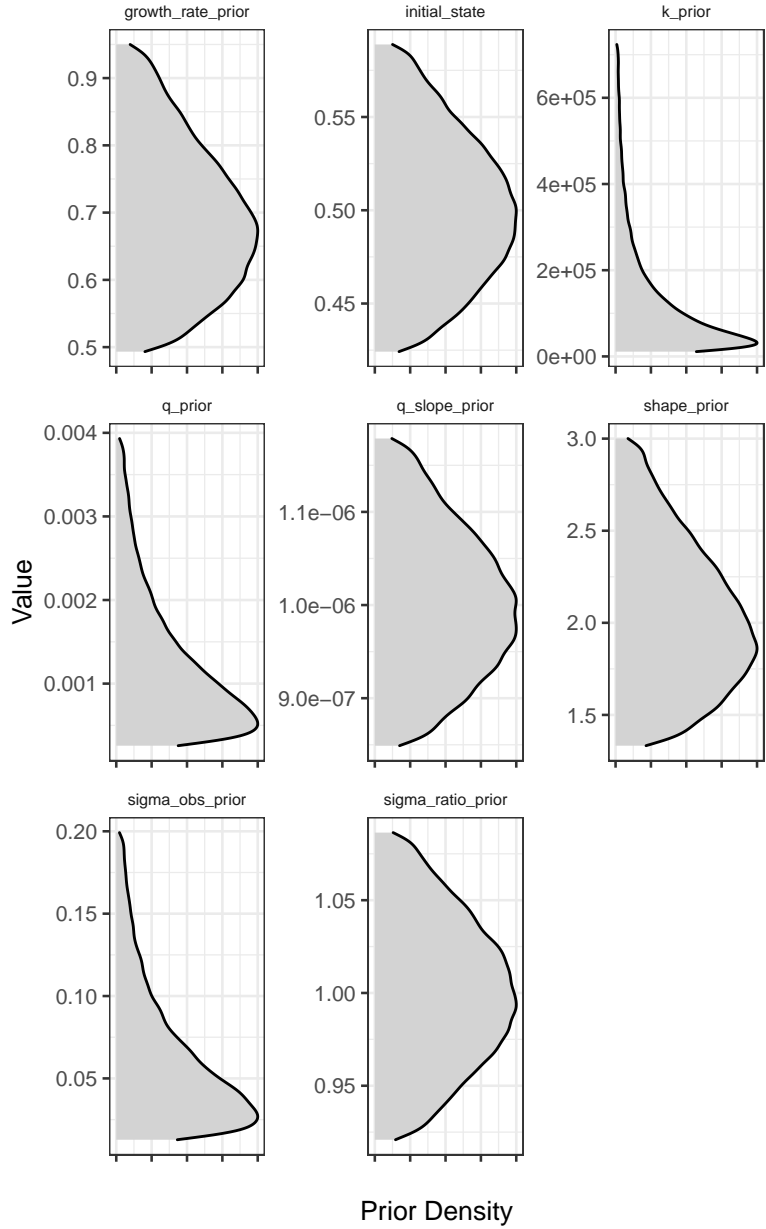 growth_rate_prior
initial_state
k_prior
0.9
0.8
0.7
0.6
0.5
0.55
0.50
0.45
6e+05
4e+05
2e+05
0e+00
q_prior
q_slope_prior
shape_prior
0.004
0.003
0.002
0.001
1.1e−06
1.0e−06
9.0e−07
3.0
2.5
2.0
1.5
Value
sigma_obs_prior
sigma_ratio_prior
0.20
0.15
0.10
0.05
1.05
1.00
0.95
Prior Density